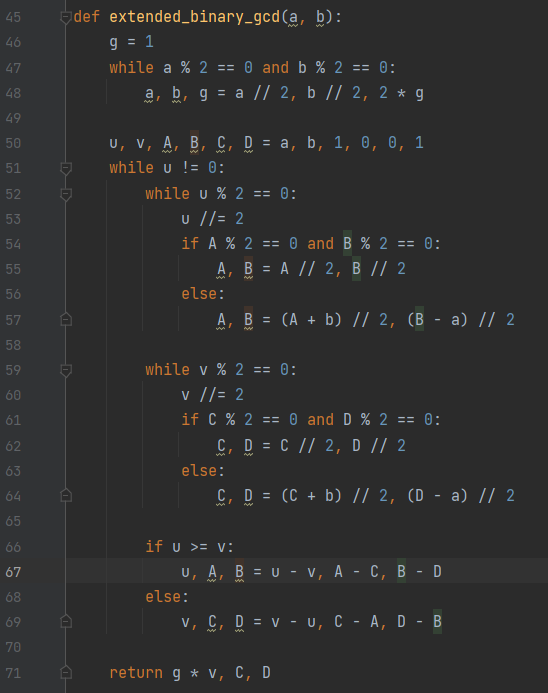 45 def extended_binary_gcd(a, b):
46     g = 1
47     while a % 2 == 0 and b % 2 == 0:
48         a, b, g = a // 2, b // 2, 2 * g
49
50     u, v, A, B, C, D = a, b, 1, 0, 0, 1
51     while u != 0:
52         while u % 2 == 0:
53             u //= 2
54             if A % 2 == 0 and B % 2 == 0:
55                 A, B = A // 2, B // 2
56             else:
57                 A, B = (A + b) // 2, (B - a) // 2
58
59         while v % 2 == 0:
60             v //= 2
61             if C % 2 == 0 and D % 2 == 0:
62                 C, D = C // 2, D // 2
63             else:
64                 C, D = (C + b) // 2, (D - a) // 2
65
66         if u >= v:
67             u, A, B = u - v, A - C, B - D
68         else:
69             v, C, D = v - u, C - A, D - B
70
71     return g * v, C, D